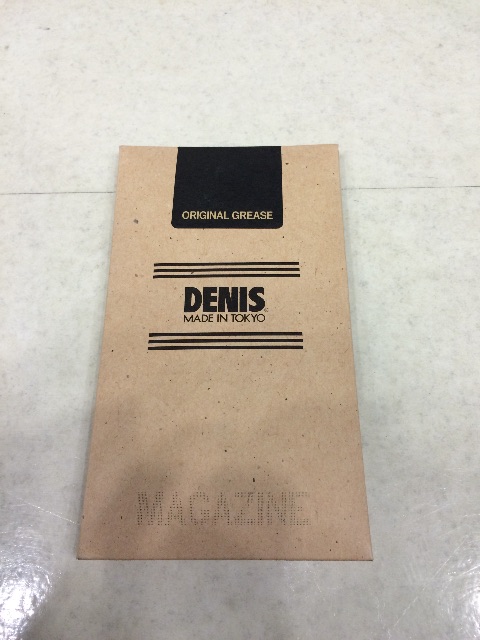 ORIGINAL GREASE
DENIS
MADE IN TOKYO
MAGAZINE